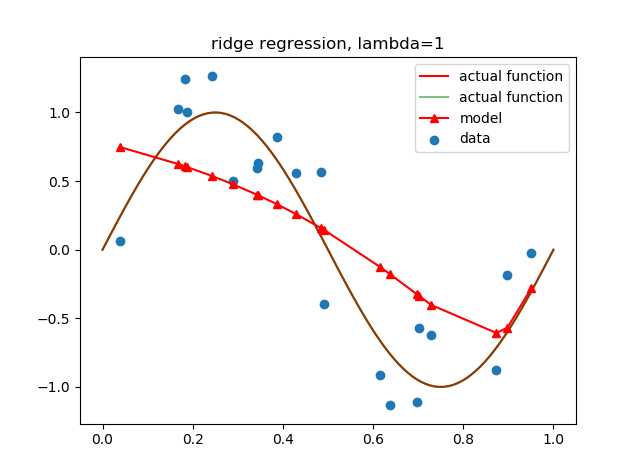 ridge regression, lambda=1
actual function
actual function
model
data
1.0
0.5
0.0
−0.5
−1.0
0.0 0.2 0.4 0.6 0.8 1.0